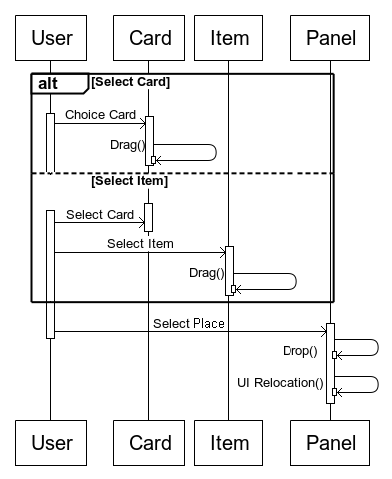 User Card Item Panel
alt [Select Card]
Choice Card
Drag()
[Select Item]
Select Card
Select Item
Drag()
Select Place
Drop()
UI Relocation()
User Card Item Panel